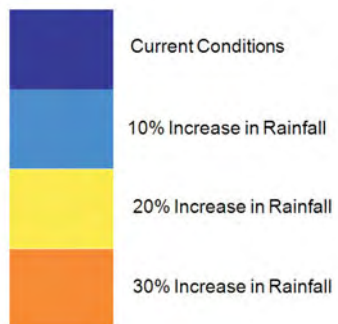 Current Conditions
10% Increase in Rainfall
20% Increase in Rainfall
30% Increase in Rainfall